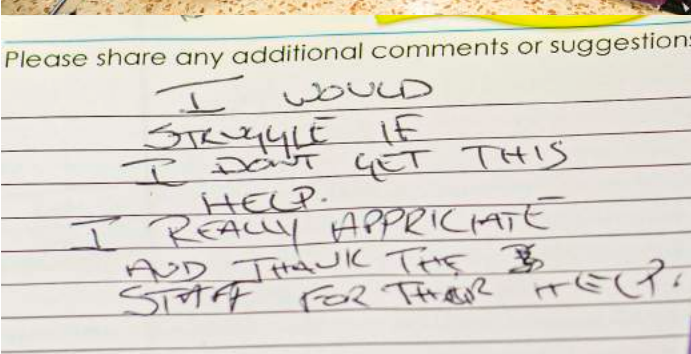 Please share any additional comments or suggestion
I WOULD
STRUGGLE IF
I DONT GET THIS
HELP.
I REALLY APPRICIATE
AND THANK THE
STAFF FOR THEIR HELP.